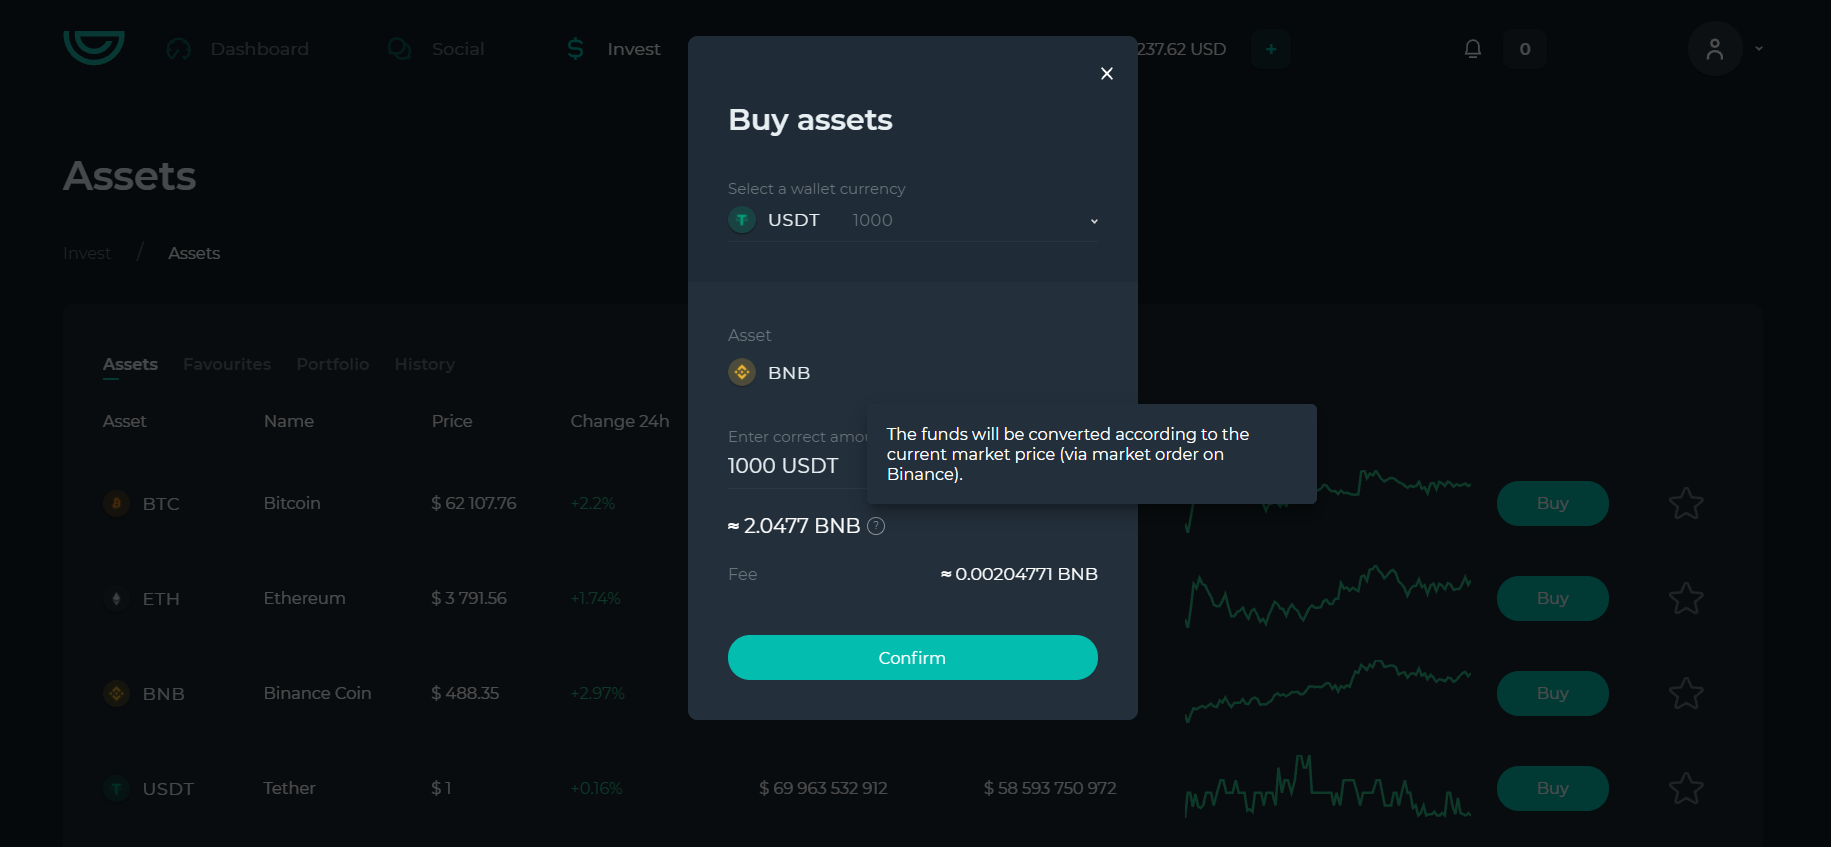 Dashboard
Social
Invest
237.62 USD
+
0
Buy assets
Select a wallet currency
USDT 1000
Asset
BNB
Enter correct amou
1000 USDT
The funds will be converted according to the
current market price (via market order on
Binance).
≈ 2.0477 BNB ?
Fee ≈ 0.00204771 BNB
Confirm
Assets
Invest / Assets
Assets Favourites Portfolio History
Asset Name Price Change 24h
BTC Bitcoin $ 62 107.76 +2.2% Buy
ETH Ethereum $ 3 791.56 +1.74% Buy
BNB Binance Coin $ 488.35 +2.97% Buy
USDT Tether $ 1 +0.16% $ 69 963 532 912 $ 58 593 750 972 Buy